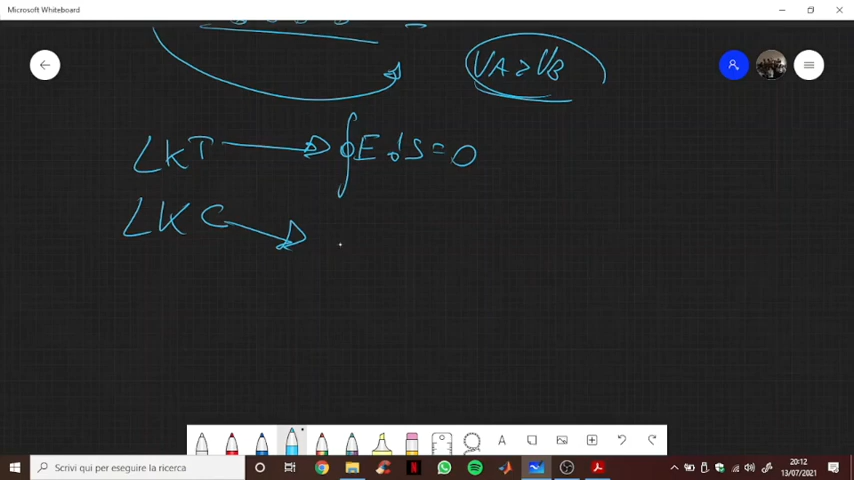 Microsoft Whiteboard
VA ≥ VB
LKT → ∮ E ds = 0
LKC →
A
Scrivi qui per eseguire la ricerca
20:12
13/07/2021